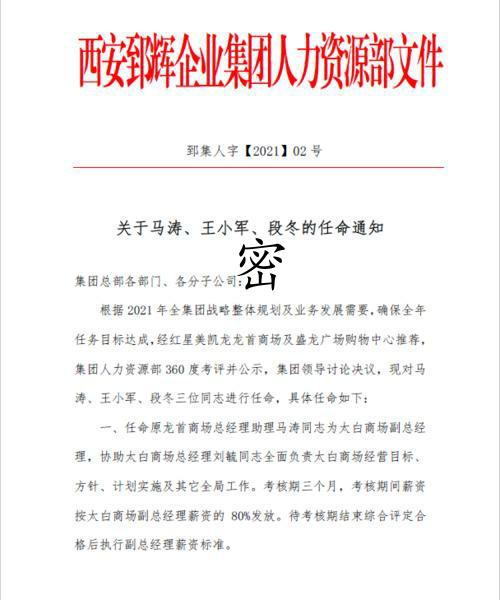 西安郅辉企业集团人力资源部文件
郅集人字【2021】02 号
关于马涛、王小军、段冬的任命通知
密
集团总部各部门、各分子公司:
根据 2021 年全集团战略整体规划及业务发展需要,确保全年
任务目标达成,经红星美凯龙龙首商场及盛龙广场购物中心推荐,
集团人力资源部 360 度考评并公示,集团领导讨论决议,现对马
涛、王小军、段冬三位同志进行任命,具体任命如下:
一、任命原龙首商场总经理助理马涛同志为太白商场副总经
理,协助太白商场总经理刘毓同志全面负责太白商场经营目标、
方针、计划实施及其它全局工作。考核期三个月,考核期间薪资
按太白商场副总经理薪资的 80%发放。待考核期结束综合评定合
格后执行副总经理薪资标准。